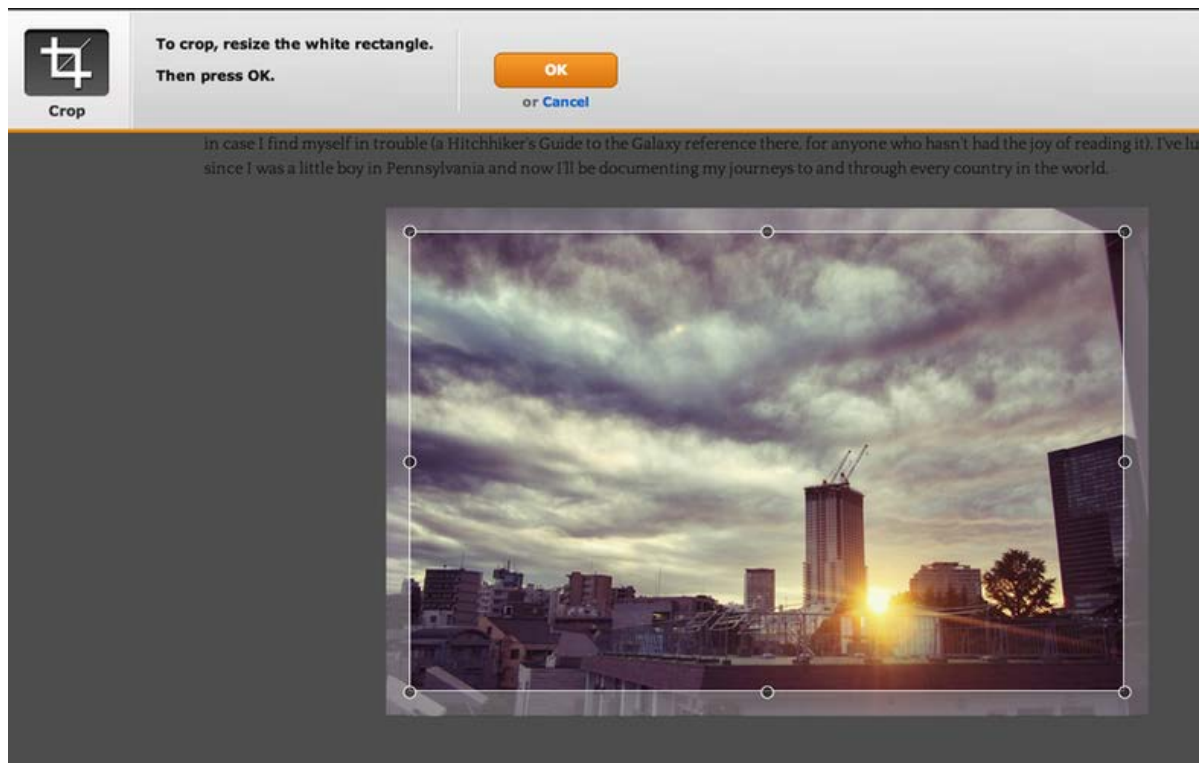 To crop, resize the white rectangle.
Then press OK.
OK
or Cancel
Crop
in case I find myself in trouble (a Hitchhiker's Guide to the Galaxy reference there, for anyone who hasn't had the joy of reading it). I've
since I was a little boy in Pennsylvania and now I'll be documenting my journeys to and through every country in the world.